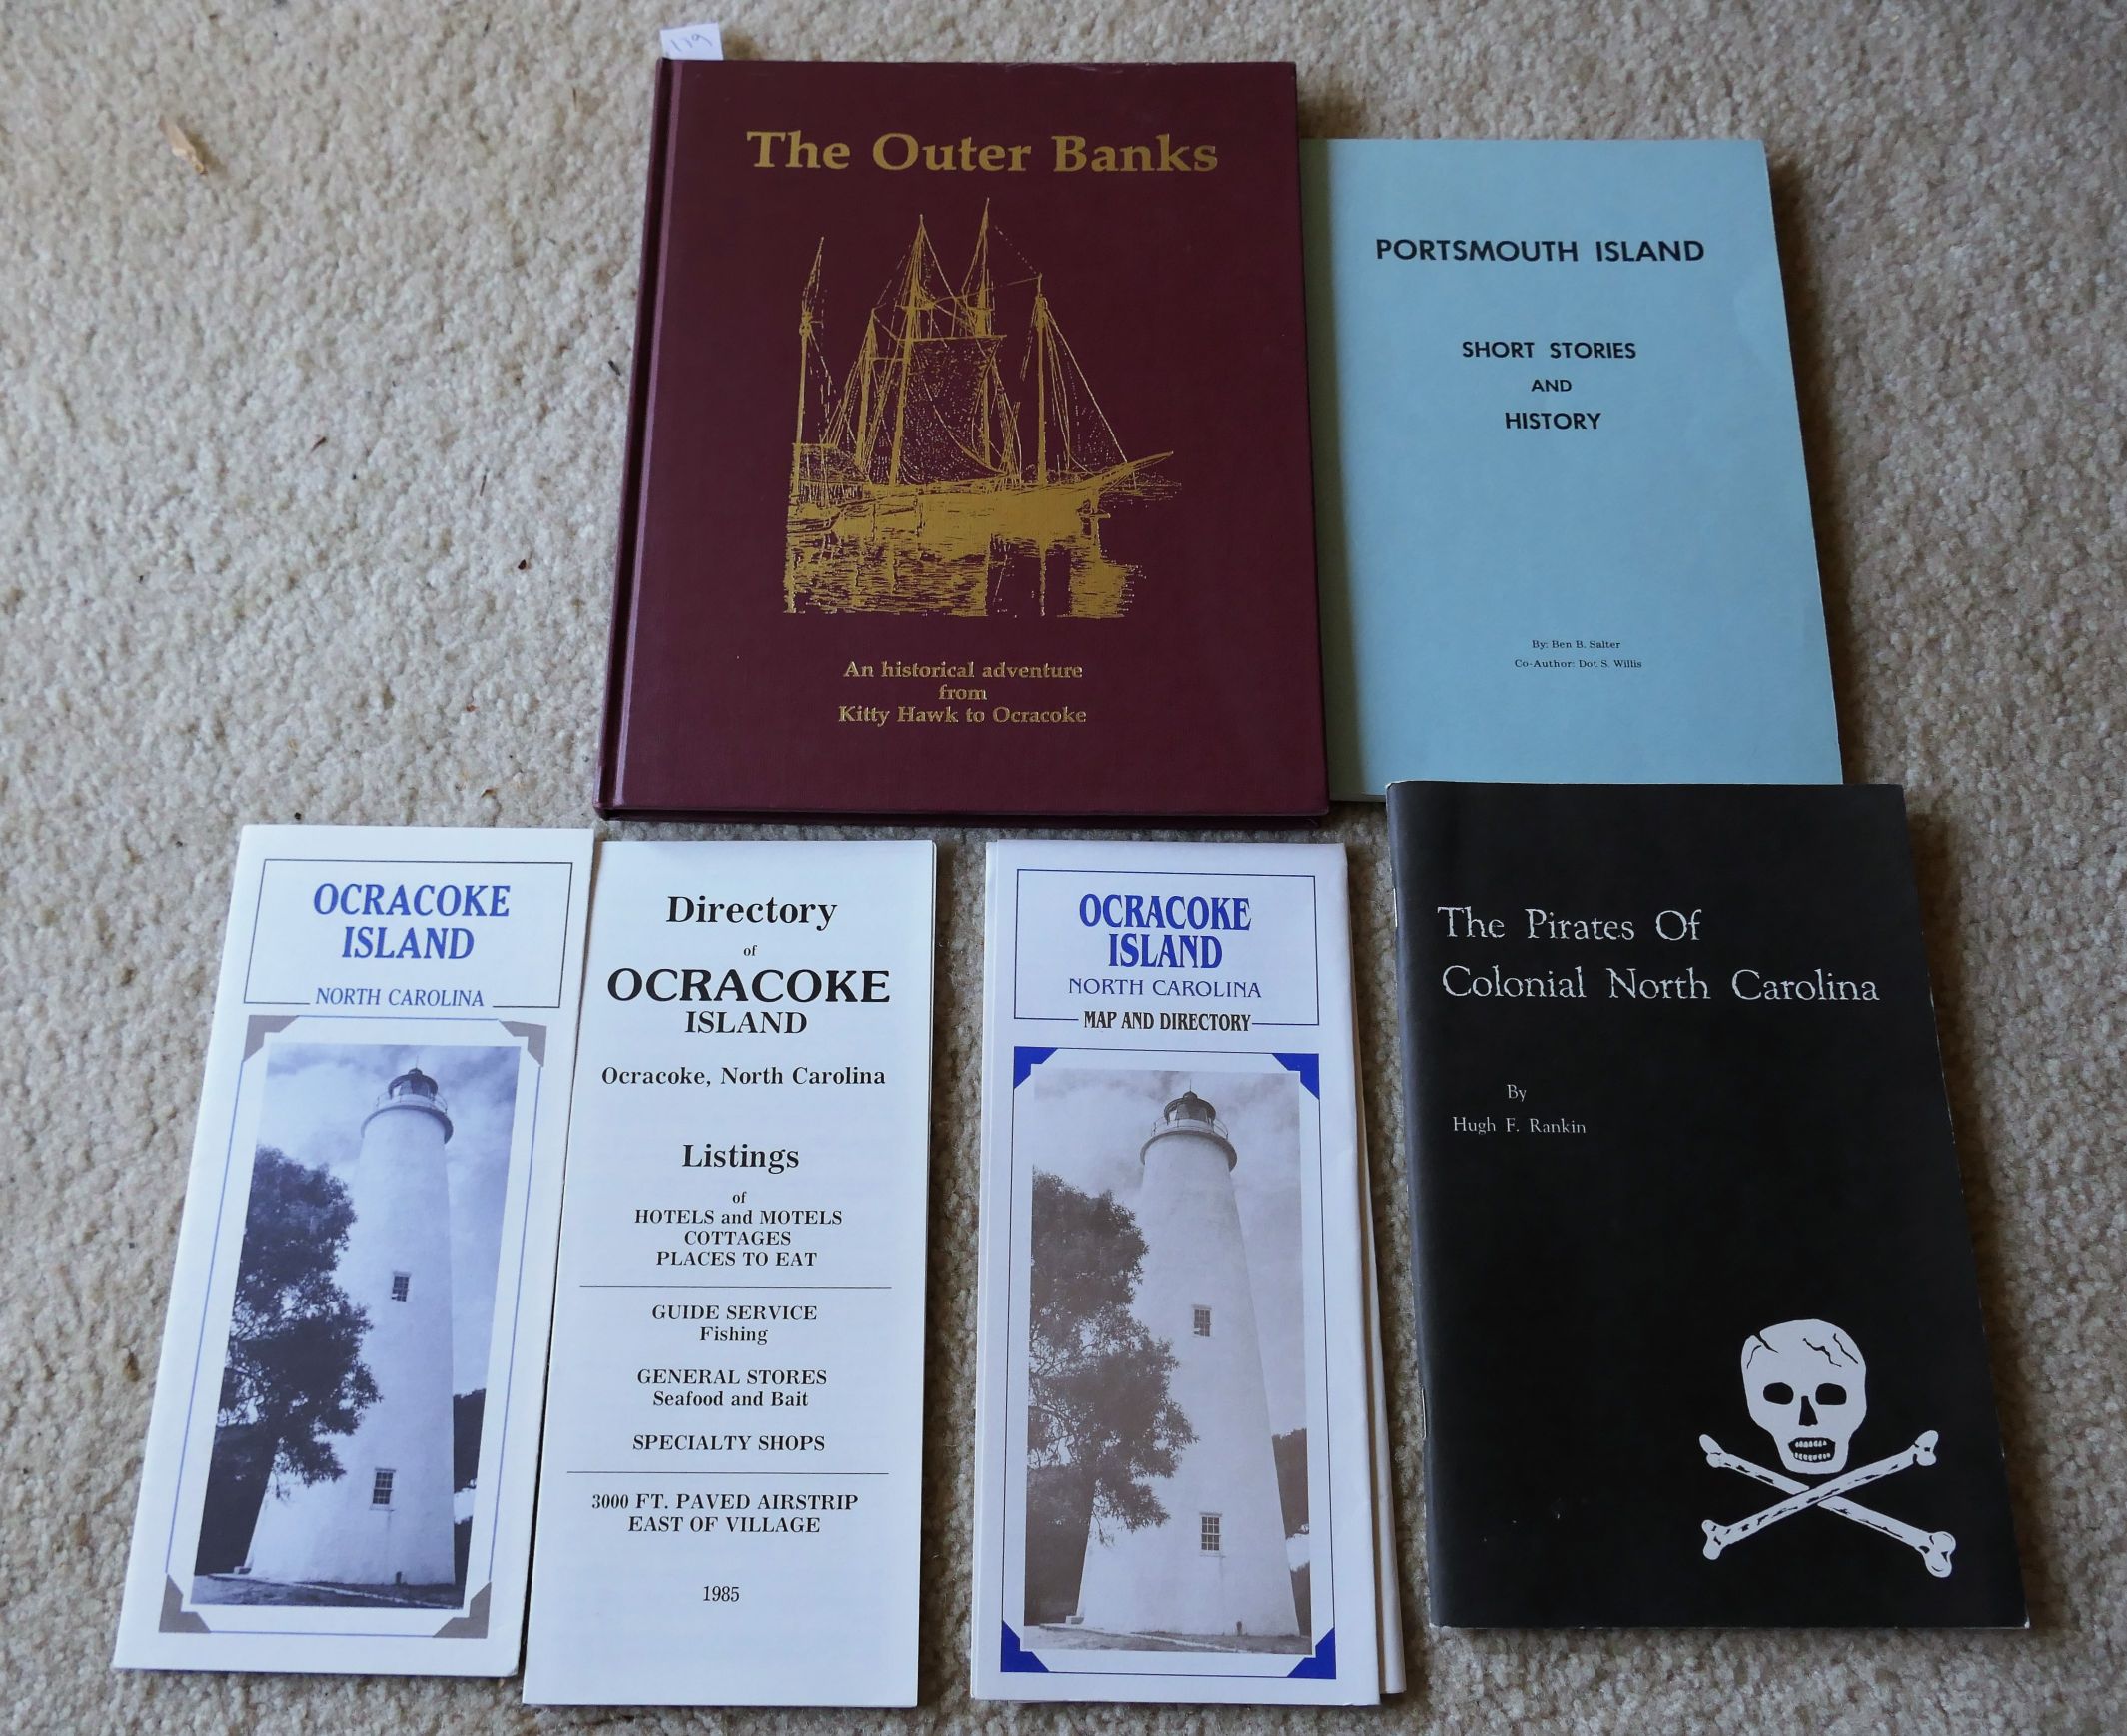 119
The Outer Banks
An historical adventure
from
Kitty Hawk to Ocracoke
PORTSMOUTH ISLAND
SHORT STORIES
AND
HISTORY
By: Ben B. Salter
Co-Author: Dot S. Willis
OCRACOKE
ISLAND
NORTH CAROLINA
Directory
of
OCRACOKE
ISLAND
Ocracoke, North Carolina
Listings
of
HOTELS and MOTELS
COTTAGES
PLACES TO EAT
GUIDE SERVICE
Fishing
GENERAL STORES
Seafood and Bait
SPECIALTY SHOPS
3000 FT. PAVED AIRSTRIP
EAST OF VILLAGE
1985
OCRACOKE
ISLAND
NORTH CAROLINA
MAP AND DIRECTORY
The Pirates Of
Colonial North Carolina
By
Hugh F. Rankin